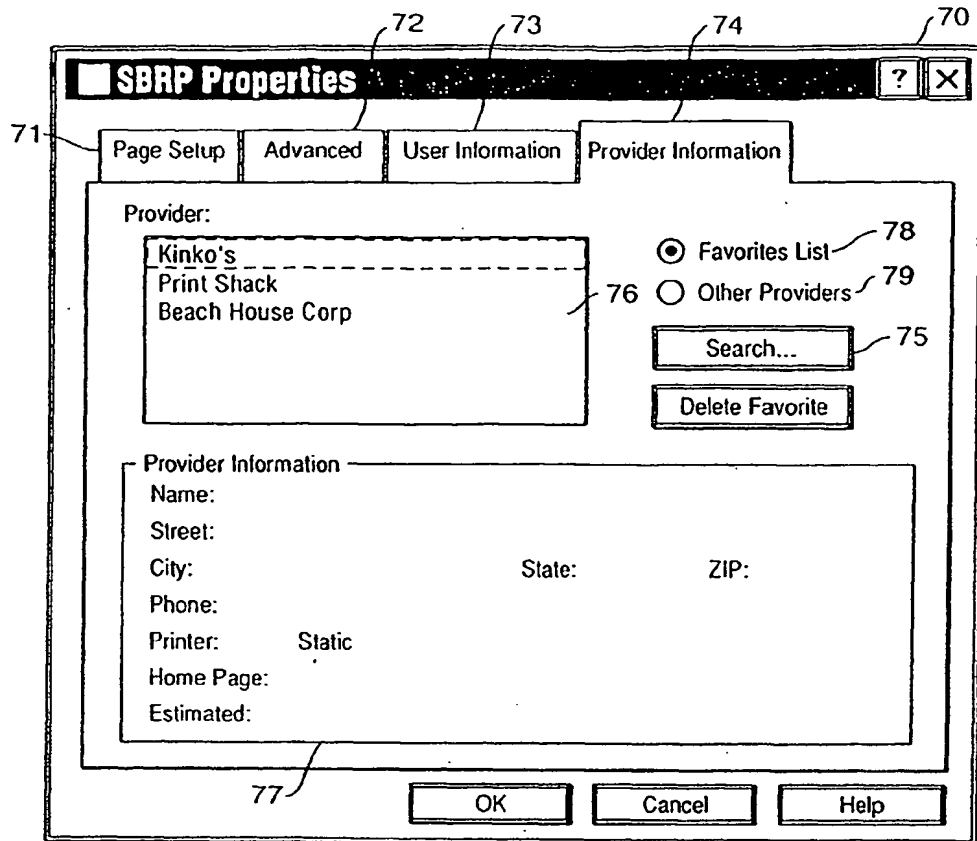 72 73 74 70
SBRP Properties ? X
71
Page Setup Advanced User Information Provider Information
Provider:
Kinko's
Print Shack
Beach House Corp
76
Favorites List 78
Other Providers 79
Search... 75
Delete Favorite
Provider Information
Name:
Street:
City: State: ZIP:
Phone:
Printer: Static
Home Page:
Estimated:
77
OK Cancel Help